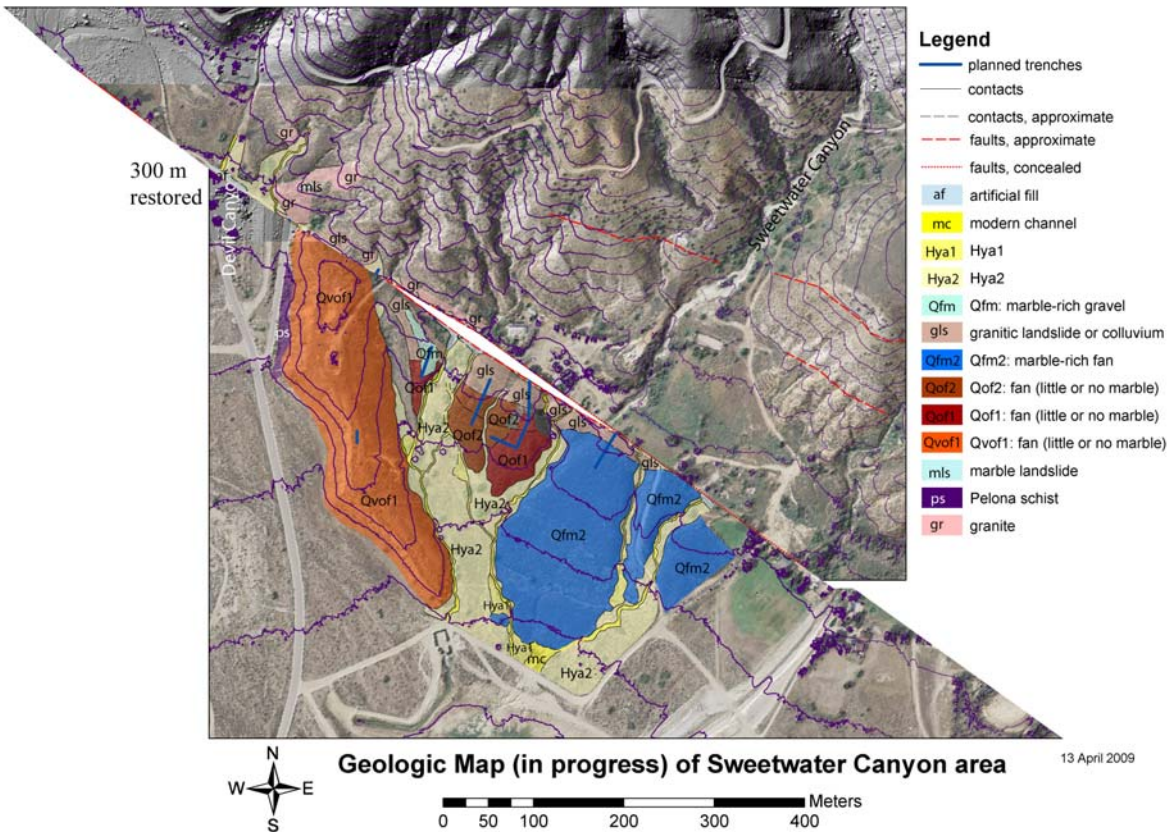 Legend
planned trenches
contacts
contacts, approximate
faults, approximate
faults, concealed
af artificial fill
mc modern channel
Hya1 Hya1
Hya2 Hya2
Qfm Qfm: marble-rich gravel
gls granitic landslide or colluvium
Qfm2 Qfm2: marble-rich fan
Qof2 Qof2: fan (little or no marble)
Qof1 Qof1: fan (little or no marble)
Qvof1 Qvof1: fan (little or no marble)
mls marble landslide
ps Pelona schist
gr granite
300 m
restored
Devil Canyon
Sweetwater Canyon
gr
mls
gr
gr
gls
gr
Qvof1
gr
gls
gr
ps
Qfm
gls
Qof1
gls
Qof2
gls
Hya2
Qof2
Qof1
gls
Qvof1
Hya2
Qfm2
Qfm2
Hya2
Qfm2
Hya1
Hya1
mc
Hya2
N
W E
S
Geologic Map (in progress) of Sweetwater Canyon area
13 April 2009
Meters
0 50 100 200 300 400